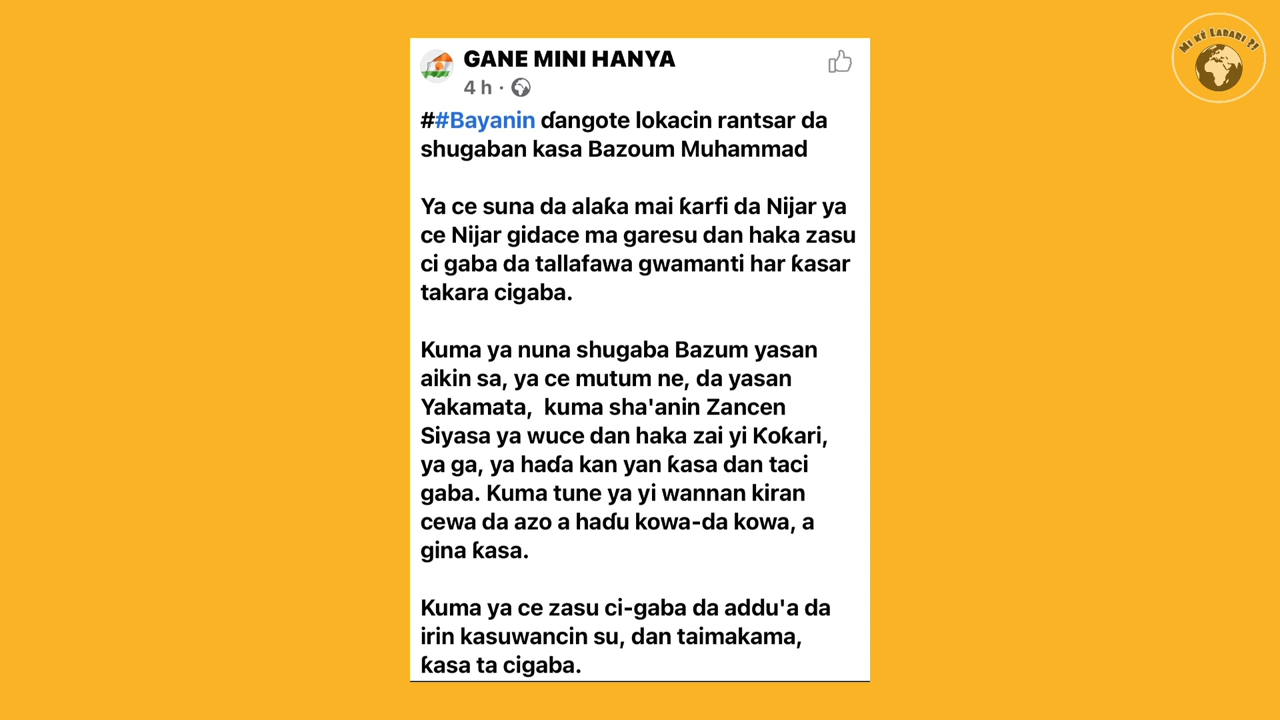 GANE MINI HANYA
4 h ·
##Bayanin ɗangote lokacin rantsar da
shugaban kasa Bazoum Muhammad
Ya ce suna da alaƙa mai ƙarfi da Nijar ya
ce Nijar gidace ma garesu dan haka zasu
ci gaba da tallafawa gwamanti har ƙasar
takara cigaba.
Kuma ya nuna shugaba Bazum yasan
aikin sa, ya ce mutum ne, da yasan
Yakamata, kuma sha'anin Zancen
Siyasa ya wuce dan haka zai yi Koƙari,
ya ga, ya haɗa kan yan ƙasa dan taci
gaba. Kuma tune ya yi wannan kiran
cewa da azo a haɗu kowa-da kowa, a
gina ƙasa.
Kuma ya ce zasu ci-gaba da addu'a da
irin kasuwancin su, dan taimakama,
ƙasa ta cigaba.
MI KÉ LABARI ?!